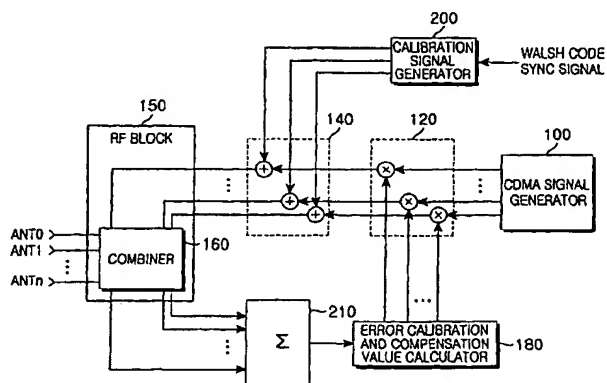 200
CALIBRATION
SIGNAL
GENERATOR
WALSH CODE
SYNC SIGNAL
150
RF BLOCK
140
120
100
CDMA SIGNAL
GENERATOR
ANT0
ANT1
ANTn
COMBINER
160
210
Σ
ERROR CALIBRATION
AND COMPENSATION
VALUE CALCULATOR
180